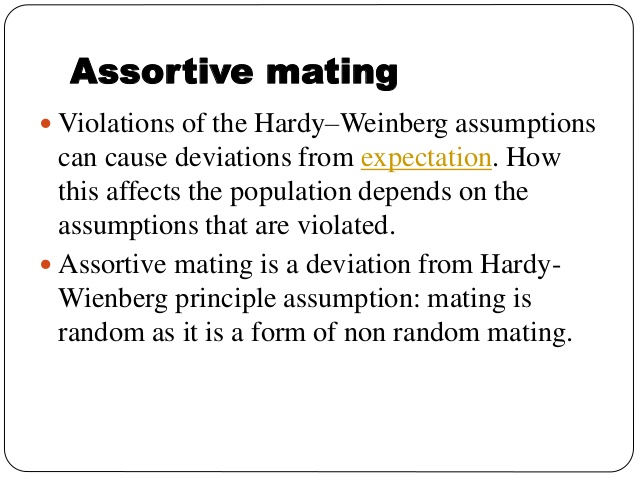 Assortive mating
• Violations of the Hardy–Weinberg assumptions
can cause deviations from expectation. How
this affects the population depends on the
assumptions that are violated.
• Assortive mating is a deviation from Hardy-
Wienberg principle assumption: mating is
random as it is a form of non random mating.